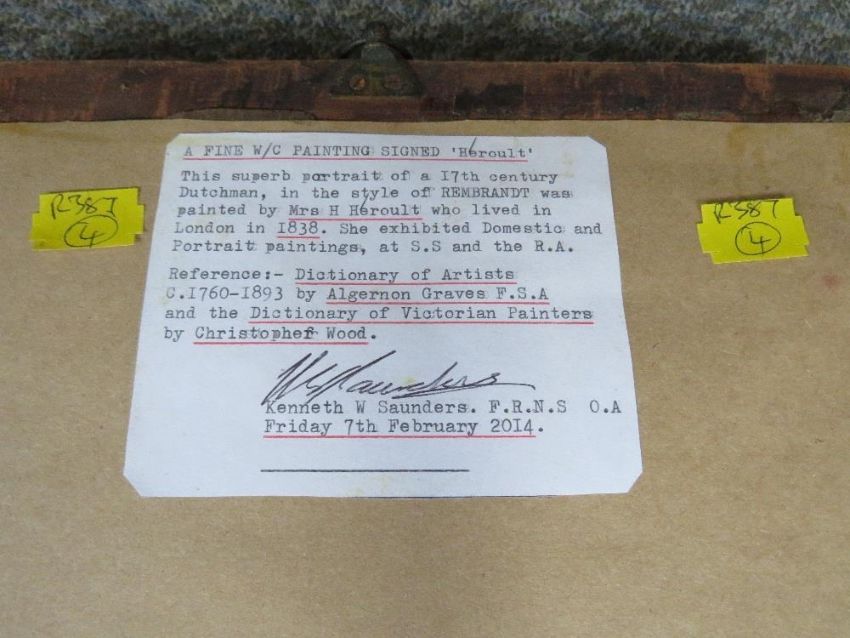 A FINE W/C PAINTING SIGNED 'Héroult'
This superb portrait of a 17th century
Dutchman, in the style of REMBRANDT was
painted by Mrs H Héroult who lived in
London in 1838. She exhibited Domestic and
Portrait paintings, at S.S and the R.A.
Reference:- Dictionary of Artists
C.1760-1893 by Algernon Graves F.S.A
and the Dictionary of Victorian Painters
by Christopher Wood.
Kenneth W Saunders. F.R.N.S O.A
Friday 7th February 2014.
R387
4
R387
4